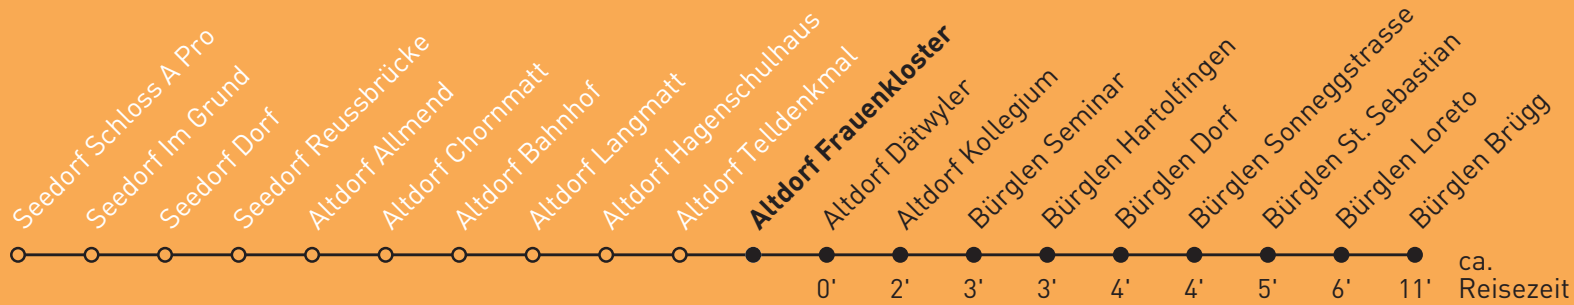 Seedorf Schloss A Pro
Seedorf Im Grund
Seedorf Dorf
Seedorf Reussbrücke
Altdorf Allmend
Altdorf Chornmatt
Altdorf Bahnhof
Altdorf Langmatt
Altdorf Hagenschulhaus
Altdorf Telldenkmal
Altdorf Frauenkloster
Altdorf Dätwyler
Altdorf Kollegium
Bürglen Seminar
Bürglen Hartolfingen
Bürglen Dorf
Bürglen Sonneggstrasse
Bürglen St. Sebastian
Bürglen Loreto
Bürglen Brügg
0' 2' 3' 3' 4' 4' 5' 6' 11'
ca.
Reisezeit